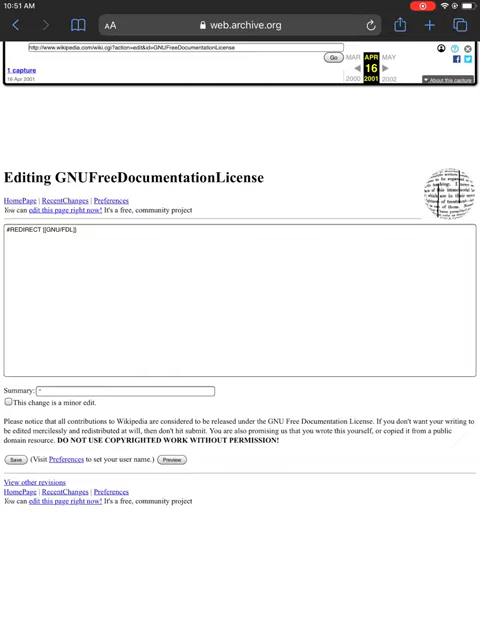 10:51 AM
AA
web.archive.org
http://www.wikipedia.com/wiki.cgi?action=edit&id=GNUFreeDocumentationLicense
Go
MAR APR MAY
1 capture
16
16 Apr 2001
2000 2001 2002
About this capture
Editing GNUFreeDocumentationLicense
HomePage | RecentChanges | Preferences
You can edit this page right now! It's a free, community project
#REDIRECT [[GNU/FDL]]
Summary: *
This change is a minor edit.
Please notice that all contributions to Wikipedia are considered to be released under the GNU Free Documentation License. If you don't want your writing to
be edited mercilessly and redistributed at will, then don't hit submit. You are also promising us that you wrote this yourself, or copied it from a public
domain resource. DO NOT USE COPYRIGHTED WORK WITHOUT PERMISSION!
Save (Visit Preferences to set your user name.) Preview
View other revisions
HomePage | RecentChanges | Preferences
You can edit this page right now! It's a free, community project